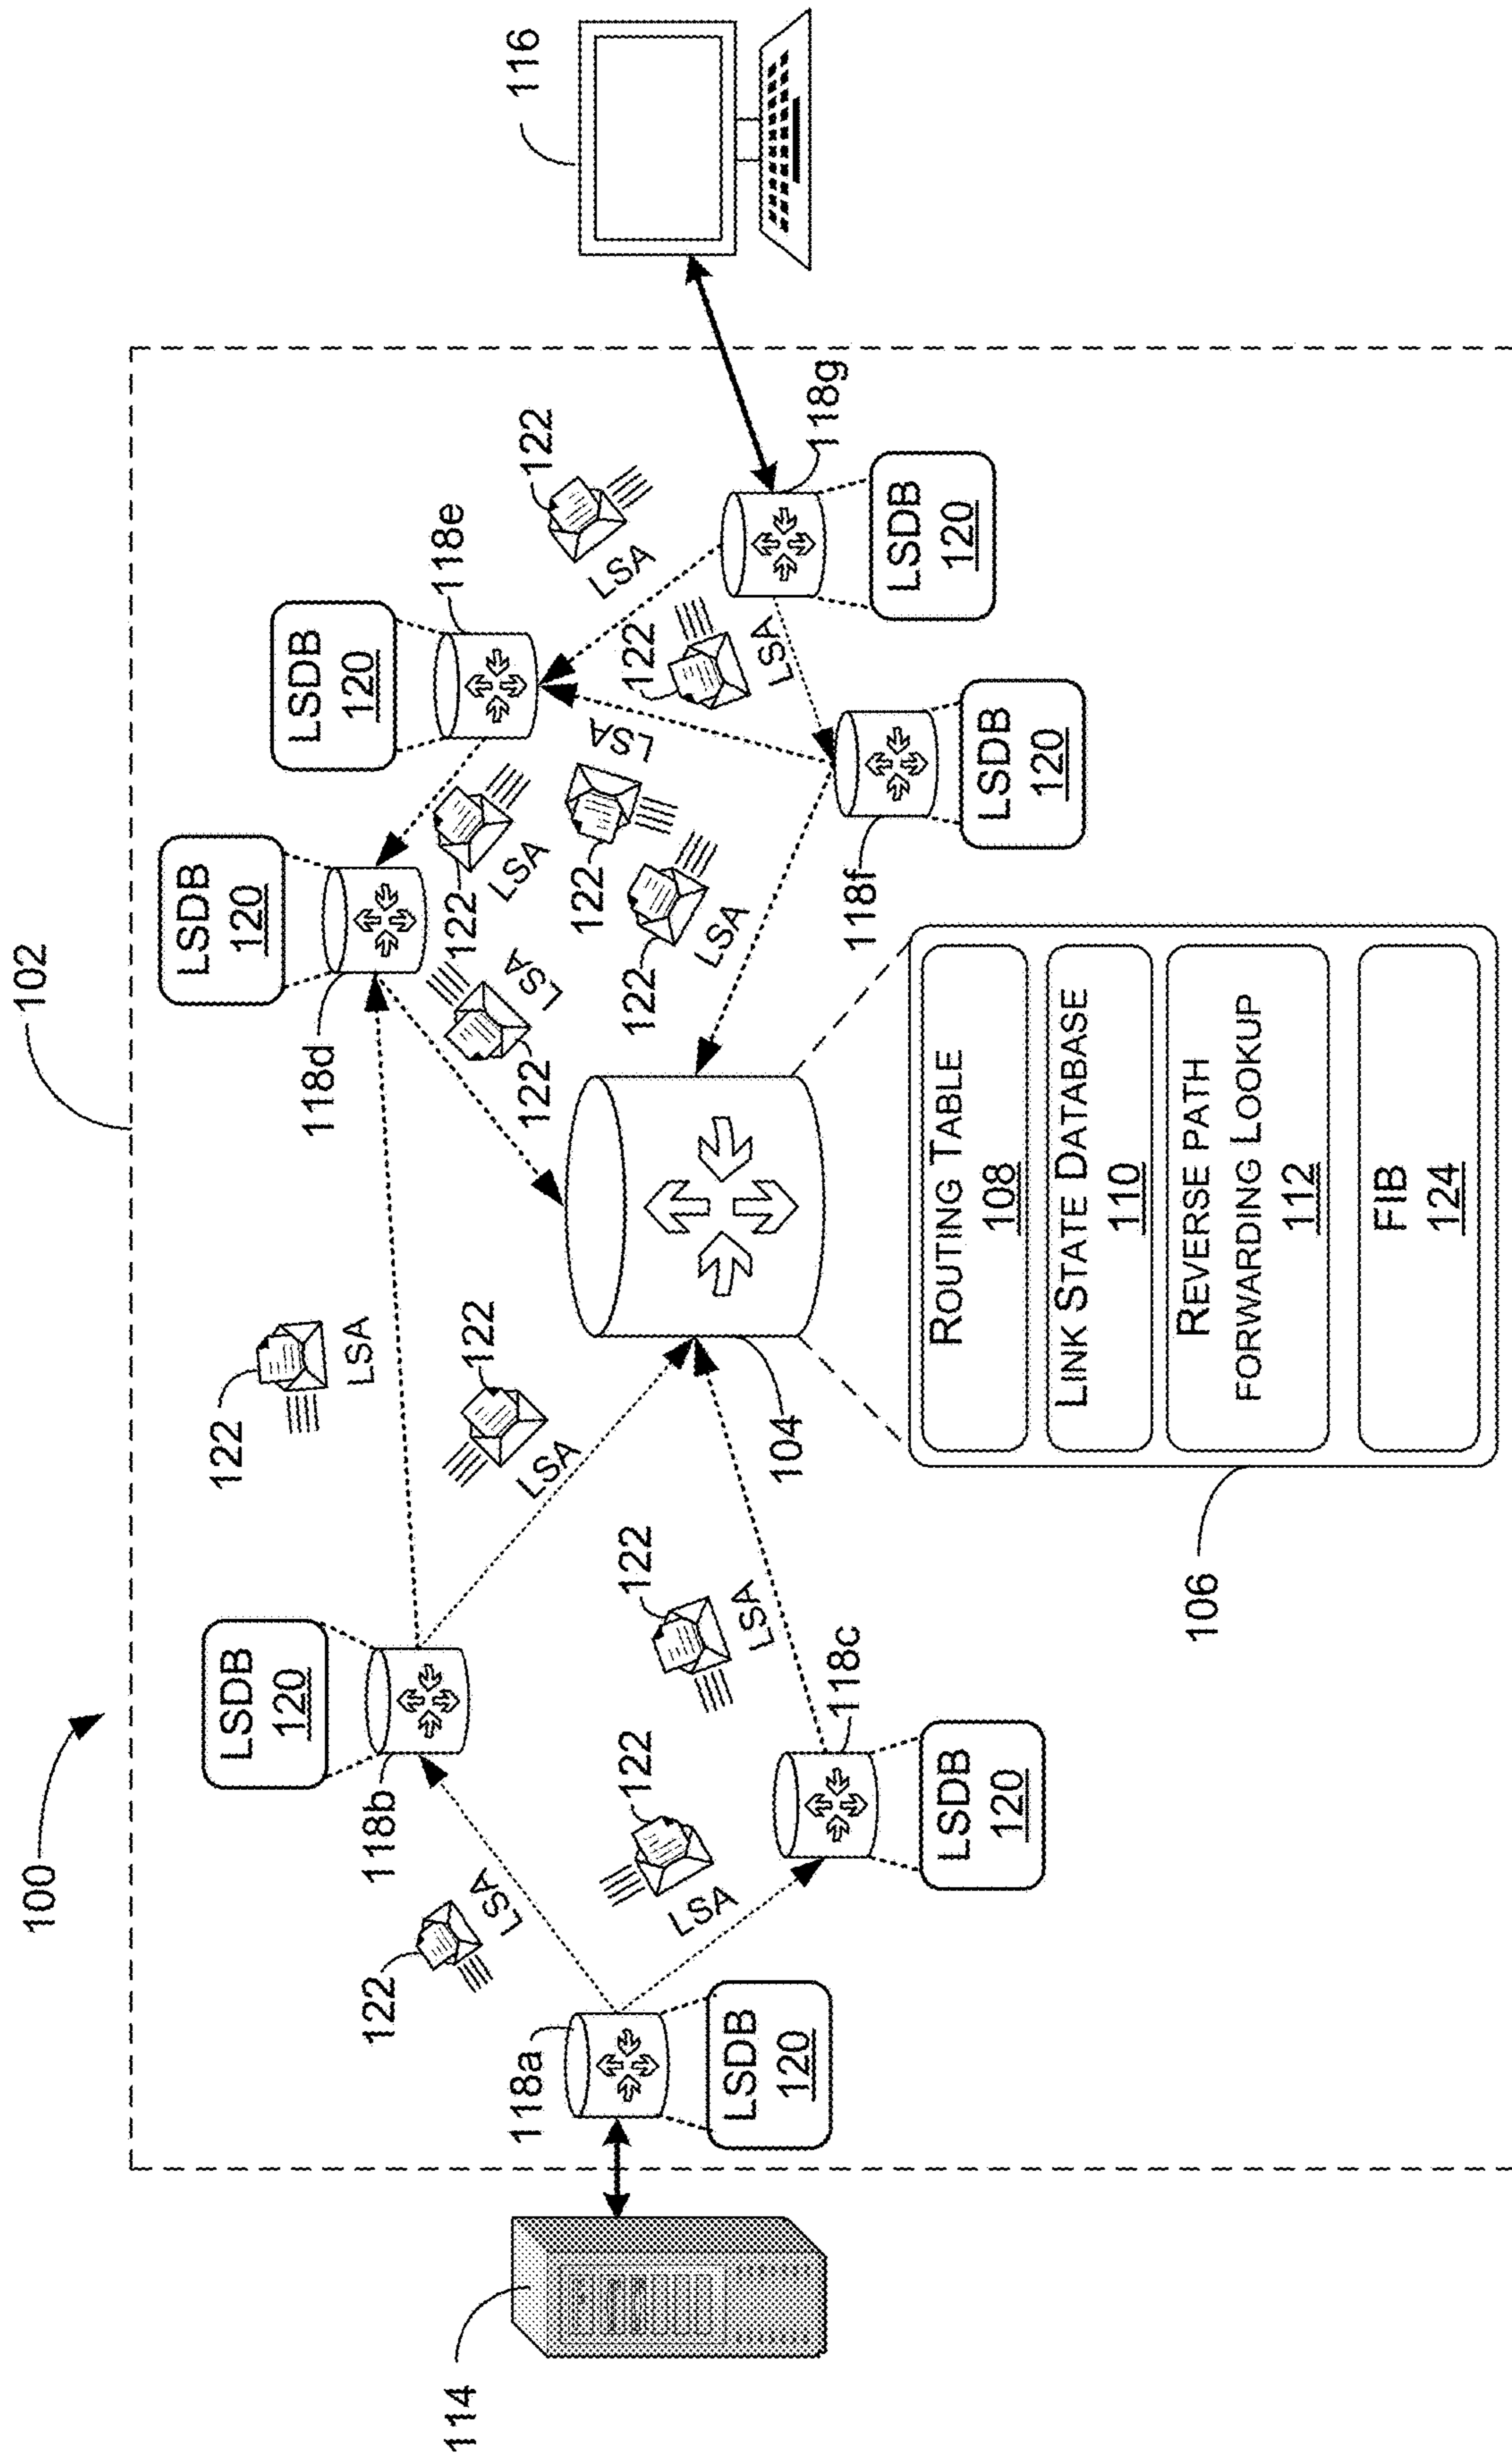 100
102
LSDB
120
LSDB
120
122
LSDB
120
118d
LSA
118b
122
118e
114
122
122
LSA
LSA
116
118a
122
LSA
122
LSA
122
LSA
LSA
122
122
122
122
LSA
LSA
LSDB
120
LSA
LSA
104
118g
118c
118f
LSDB
120
LSDB
120
LSDB
120
ROUTING TABLE
108
LINK STATE DATABASE
110
REVERSE PATH
FORWARDING LOOKUP
112
106
FIB
124